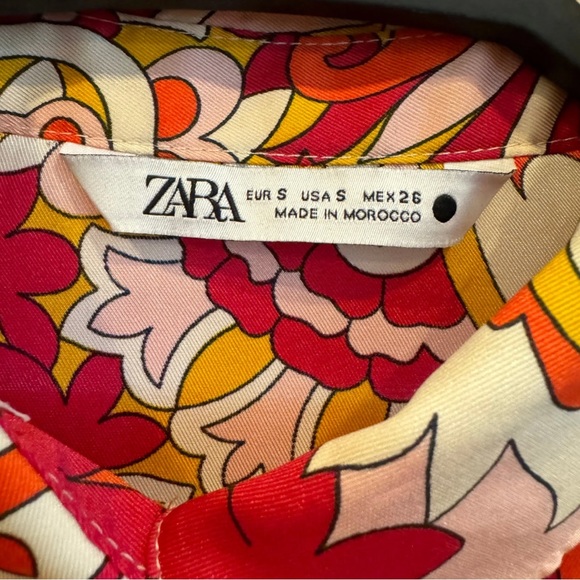 ZARA
EUR S USA S MEX 26
MADE IN MOROCCO